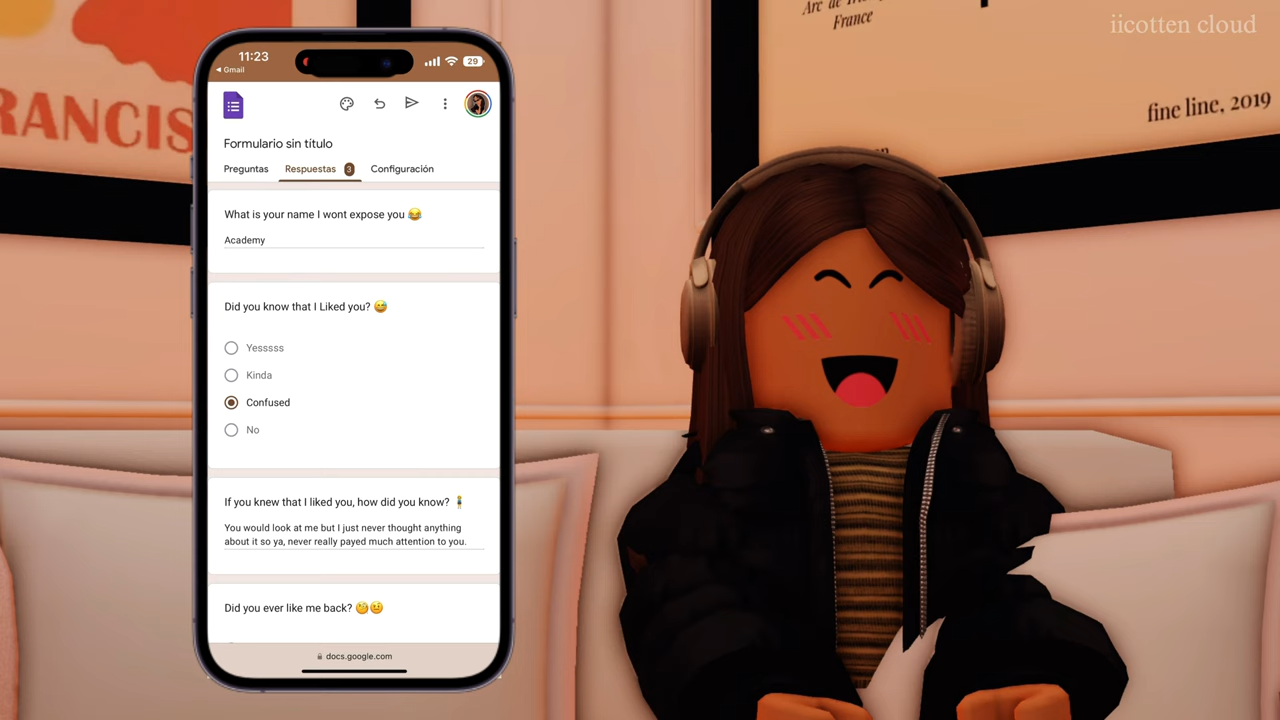 iicotten cloud
Arc de
France
fine line, 2019
RANCIS
11:23
29
Gmail
Formulario sin título
Preguntas Respuestas 3 Configuración
What is your name I wont expose you 😂
Academy
Did you know that I Liked you? 😅
Yesssss
Kinda
Confused
No
If you knew that I liked you, how did you know? 🧍‍♀️
You would look at me but I just never thought anything
about it so ya, never really payed much attention to you.
Did you ever like me back? 🧐🤨
docs.google.com